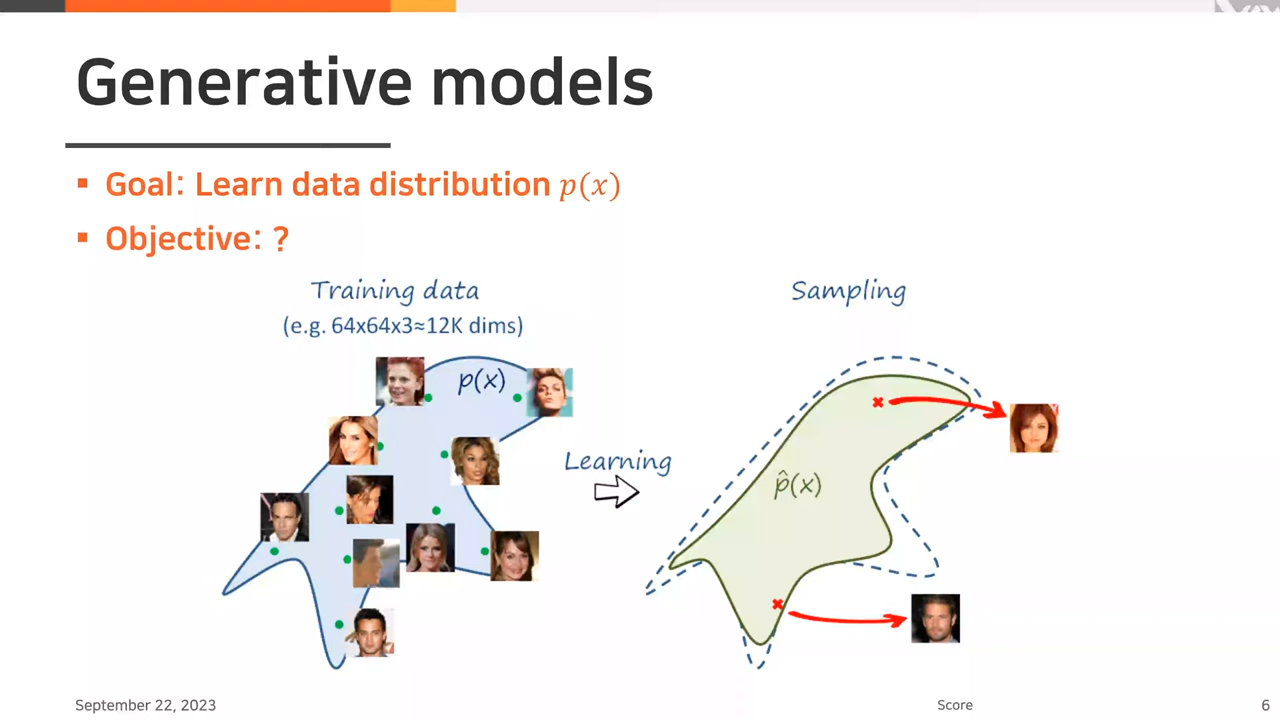 Generative models
▪ Goal: Learn data distribution p(x)
▪ Objective: ?
Training data
(e.g. 64x64x3≈12K dims)
p(x)
Learning
Sampling
p̂(x)
September 22, 2023
Score
6